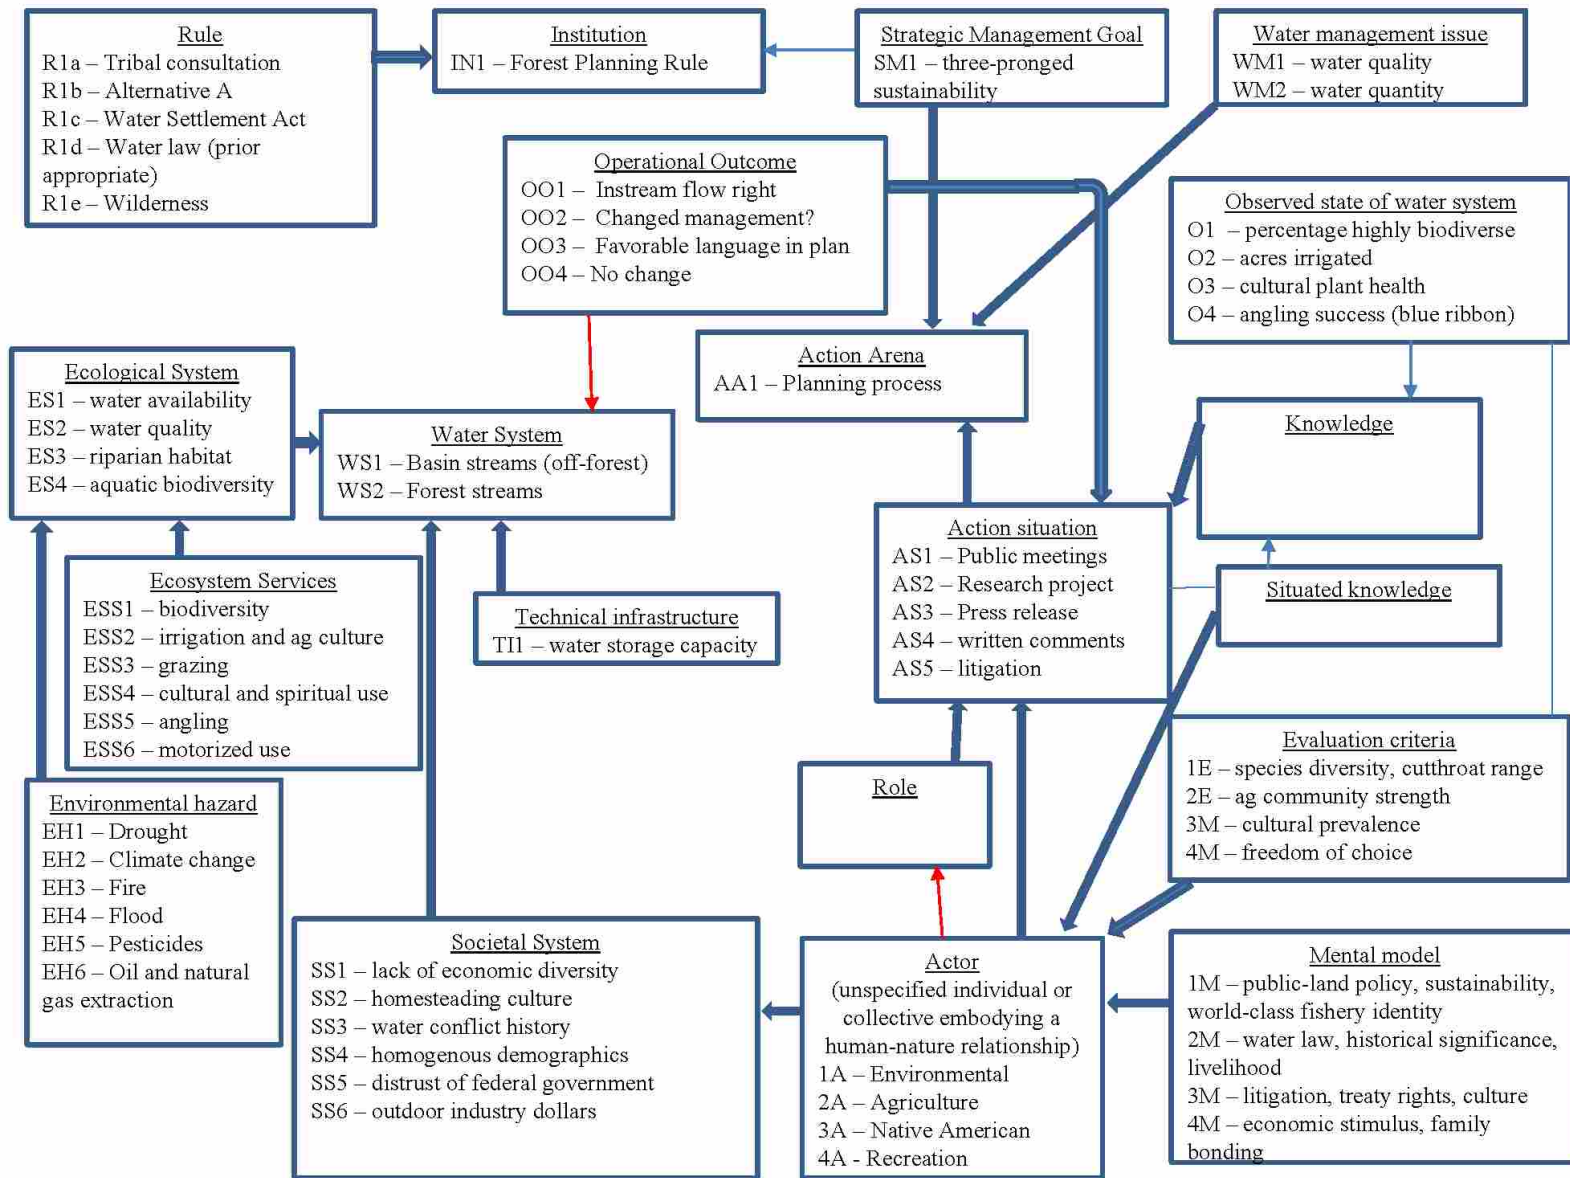 Rule
R1a – Tribal consultation
R1b – Alternative A
R1c – Water Settlement Act
R1d – Water law (prior
appropriate)
R1e – Wilderness
Institution
IN1 – Forest Planning Rule
Strategic Management Goal
SM1 – three-pronged
sustainability
Water management issue
WM1 – water quality
WM2 – water quantity
Operational Outcome
OO1 – Instream flow right
OO2 – Changed management?
OO3 – Favorable language in plan
OO4 – No change
Observed state of water system
O1 – percentage highly biodiverse
O2 – acres irrigated
O3 – cultural plant health
O4 – angling success (blue ribbon)
Action Arena
AA1 – Planning process
Ecological System
ES1 – water availability
ES2 – water quality
ES3 – riparian habitat
ES4 – aquatic biodiversity
Water System
WS1 – Basin streams (off-forest)
WS2 – Forest streams
Knowledge
Action situation
AS1 – Public meetings
AS2 – Research project
AS3 – Press release
AS4 – written comments
AS5 – litigation
Situated knowledge
Ecosystem Services
ESS1 – biodiversity
ESS2 – irrigation and ag culture
ESS3 – grazing
ESS4 – cultural and spiritual use
ESS5 – angling
ESS6 – motorized use
Technical infrastructure
TI1 – water storage capacity
Evaluation criteria
1E – species diversity, cutthroat range
2E – ag community strength
3M – cultural prevalence
4M – freedom of choice
Role
Environmental hazard
EH1 – Drought
EH2 – Climate change
EH3 – Fire
EH4 – Flood
EH5 – Pesticides
EH6 – Oil and natural
gas extraction
Societal System
SS1 – lack of economic diversity
SS2 – homesteading culture
SS3 – water conflict history
SS4 – homogenous demographics
SS5 – distrust of federal government
SS6 – outdoor industry dollars
Actor
(unspecified individual or
collective embodying a
human-nature relationship)
1A – Environmental
2A – Agriculture
3A – Native American
4A - Recreation
Mental model
1M – public-land policy, sustainability,
world-class fishery identity
2M – water law, historical significance,
livelihood
3M – litigation, treaty rights, culture
4M – economic stimulus, family
bonding